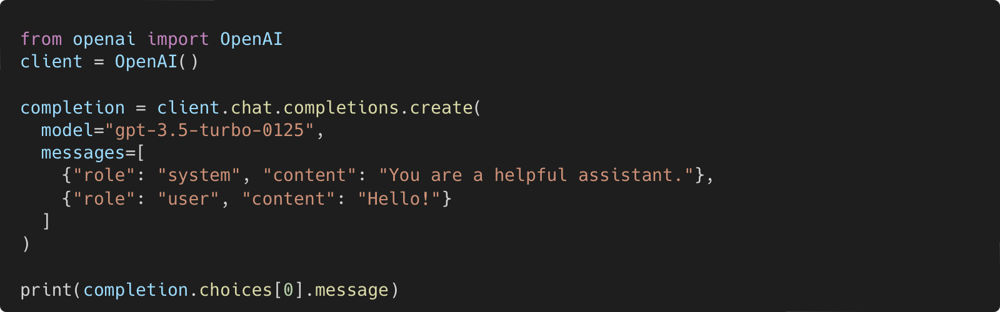 from openai import OpenAI
client = OpenAI()

completion = client.chat.completions.create(
  model="gpt-3.5-turbo-0125",
  messages=[
    {"role": "system", "content": "You are a helpful assistant."},
    {"role": "user", "content": "Hello!"}
  ]
)

print(completion.choices[0].message)